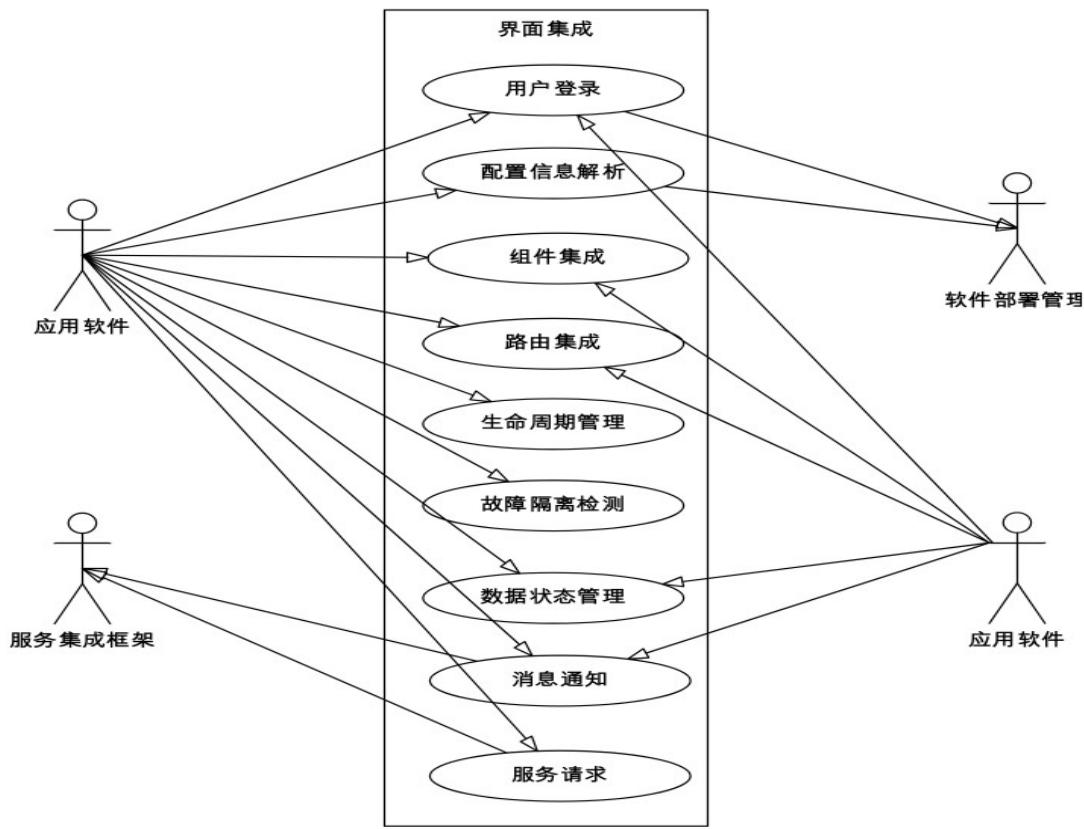 界面集成
用户登录
配置信息解析
组件集成
路由集成
生命周期管理
故障隔离检测
数据状态管理
消息通知
服务请求
应用软件
服务集成框架
软件部署管理
应用软件